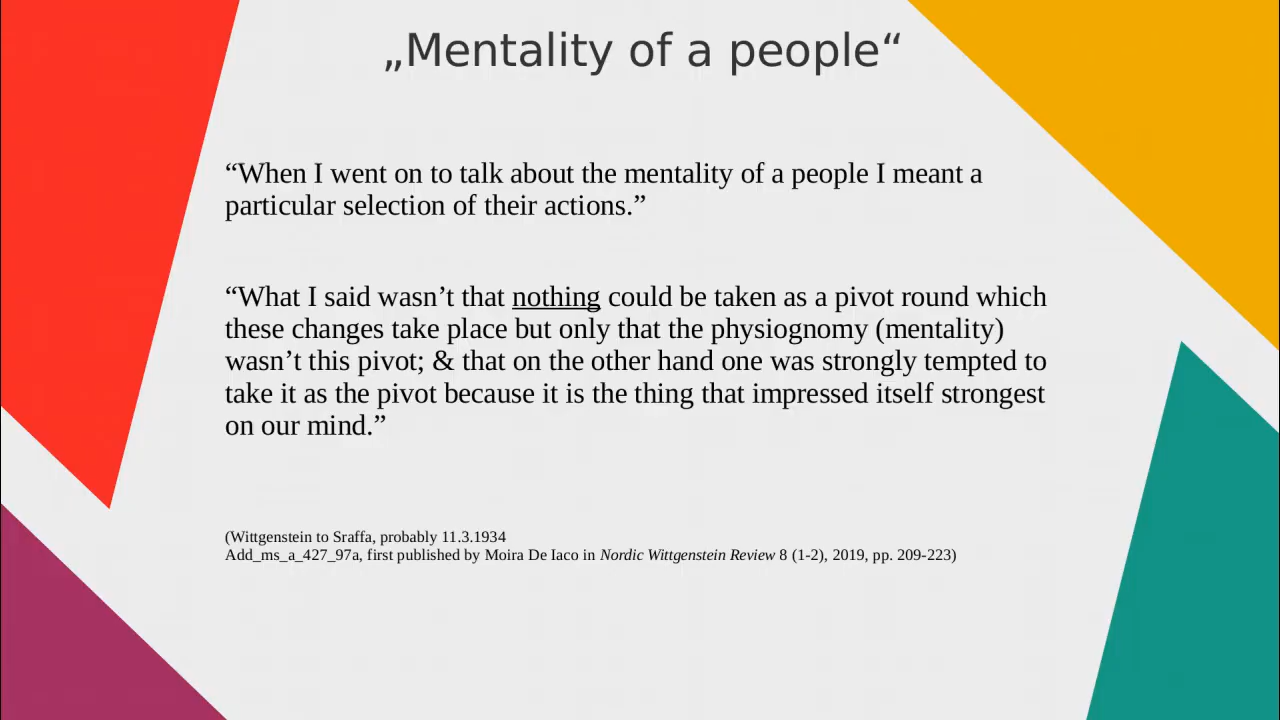 „Mentality of a people“
“When I went on to talk about the mentality of a people I meant a
particular selection of their actions.”
“What I said wasn’t that nothing could be taken as a pivot round which
these changes take place but only that the physiognomy (mentality)
wasn’t this pivot; & that on the other hand one was strongly tempted to
take it as the pivot because it is the thing that impressed itself strongest
on our mind.”
(Wittgenstein to Sraffa, probably 11.3.1934
Add_ms_a_427_97a, first published by Moira De Iaco in Nordic Wittgenstein Review 8 (1-2), 2019, pp. 209-223)